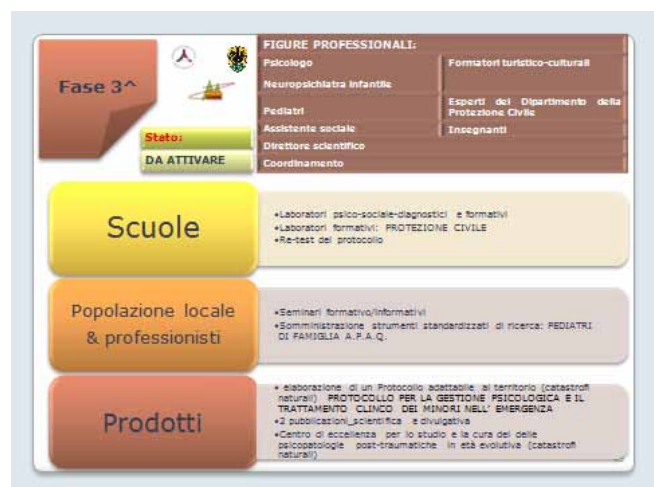 Fase 3^
Stato:
DA ATTIVARE
FIGURE PROFESSIONALI:
Psicologo
Formatori turistico-culturali
Neuropsichiatra infantile
Pediatri
Esperti del Dipartimento della
Protezione Civile
Assistente sociale
Insegnanti
Direttore scientifico
Coordinamento
Scuole
•Laboratori psico-sociale-diagnostici e formativi
•Laboratori formativi: PROTEZIONE CIVILE
•Re-test del protocollo
Popolazione locale
& professionisti
•Seminari formativo/informativi
•Somministrazione strumenti standardizzati di ricerca: PEDIATRI
DI FAMIGLIA A.P.A.Q.
Prodotti
• elaborazione di un Protocollo adattabile al territorio (catastrofi
naturali) PROTOCOLLO PER LA GESTIONE PSICOLOGICA E IL
TRATTAMENTO CLINCO DEI MINORI NELL' EMERGENZA
•2 pubblicazioni_scientifica e divulgativa
•Centro di eccellenza per lo studio e la cura del delle
psicopatologie post-traumatiche in età evolutiva (catastrofi
naturali)